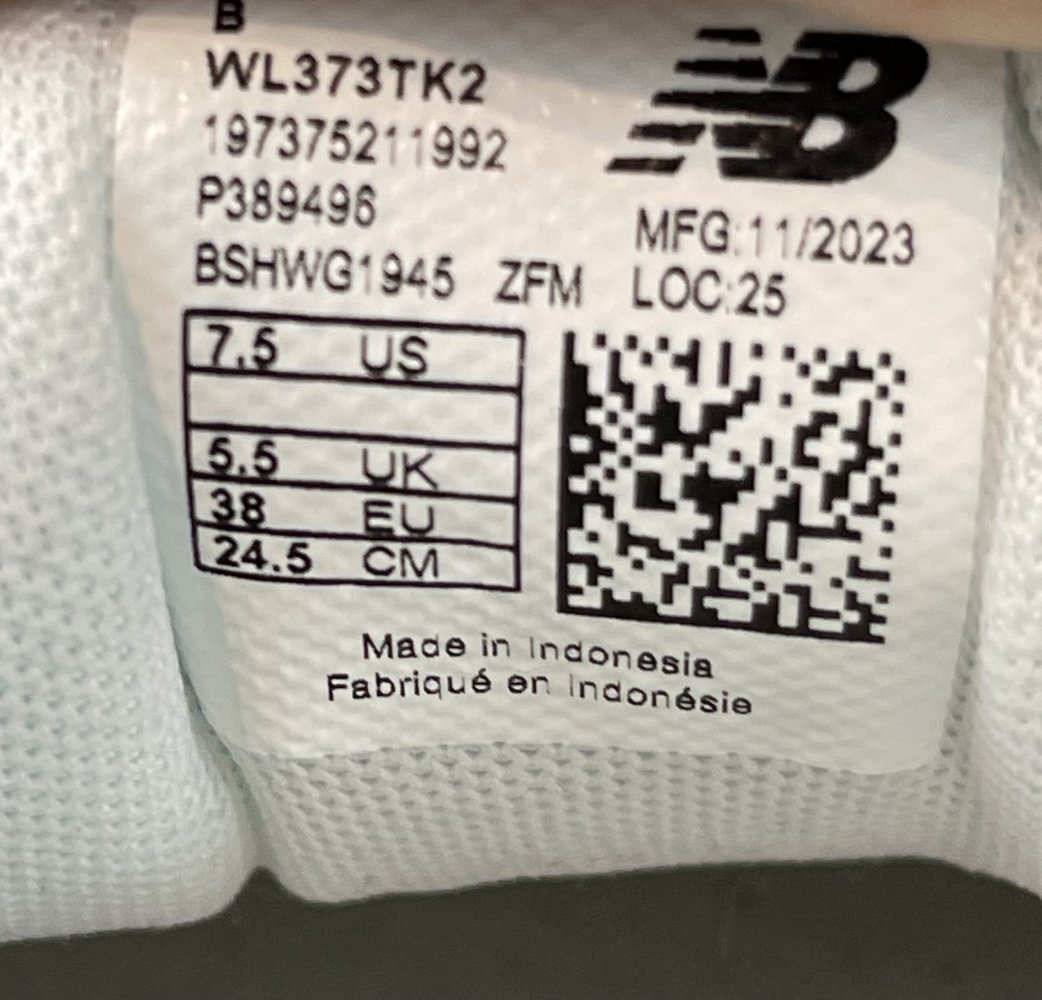 B
WL373TK2
197375211992
P389496
NB
MFG:11/2023
BSHWG1945 ZFM LOC:25
7.5 US
5.5 UK
38 EU
24.5 CM
Made in Indonesia
Fabriqué en Indonésie